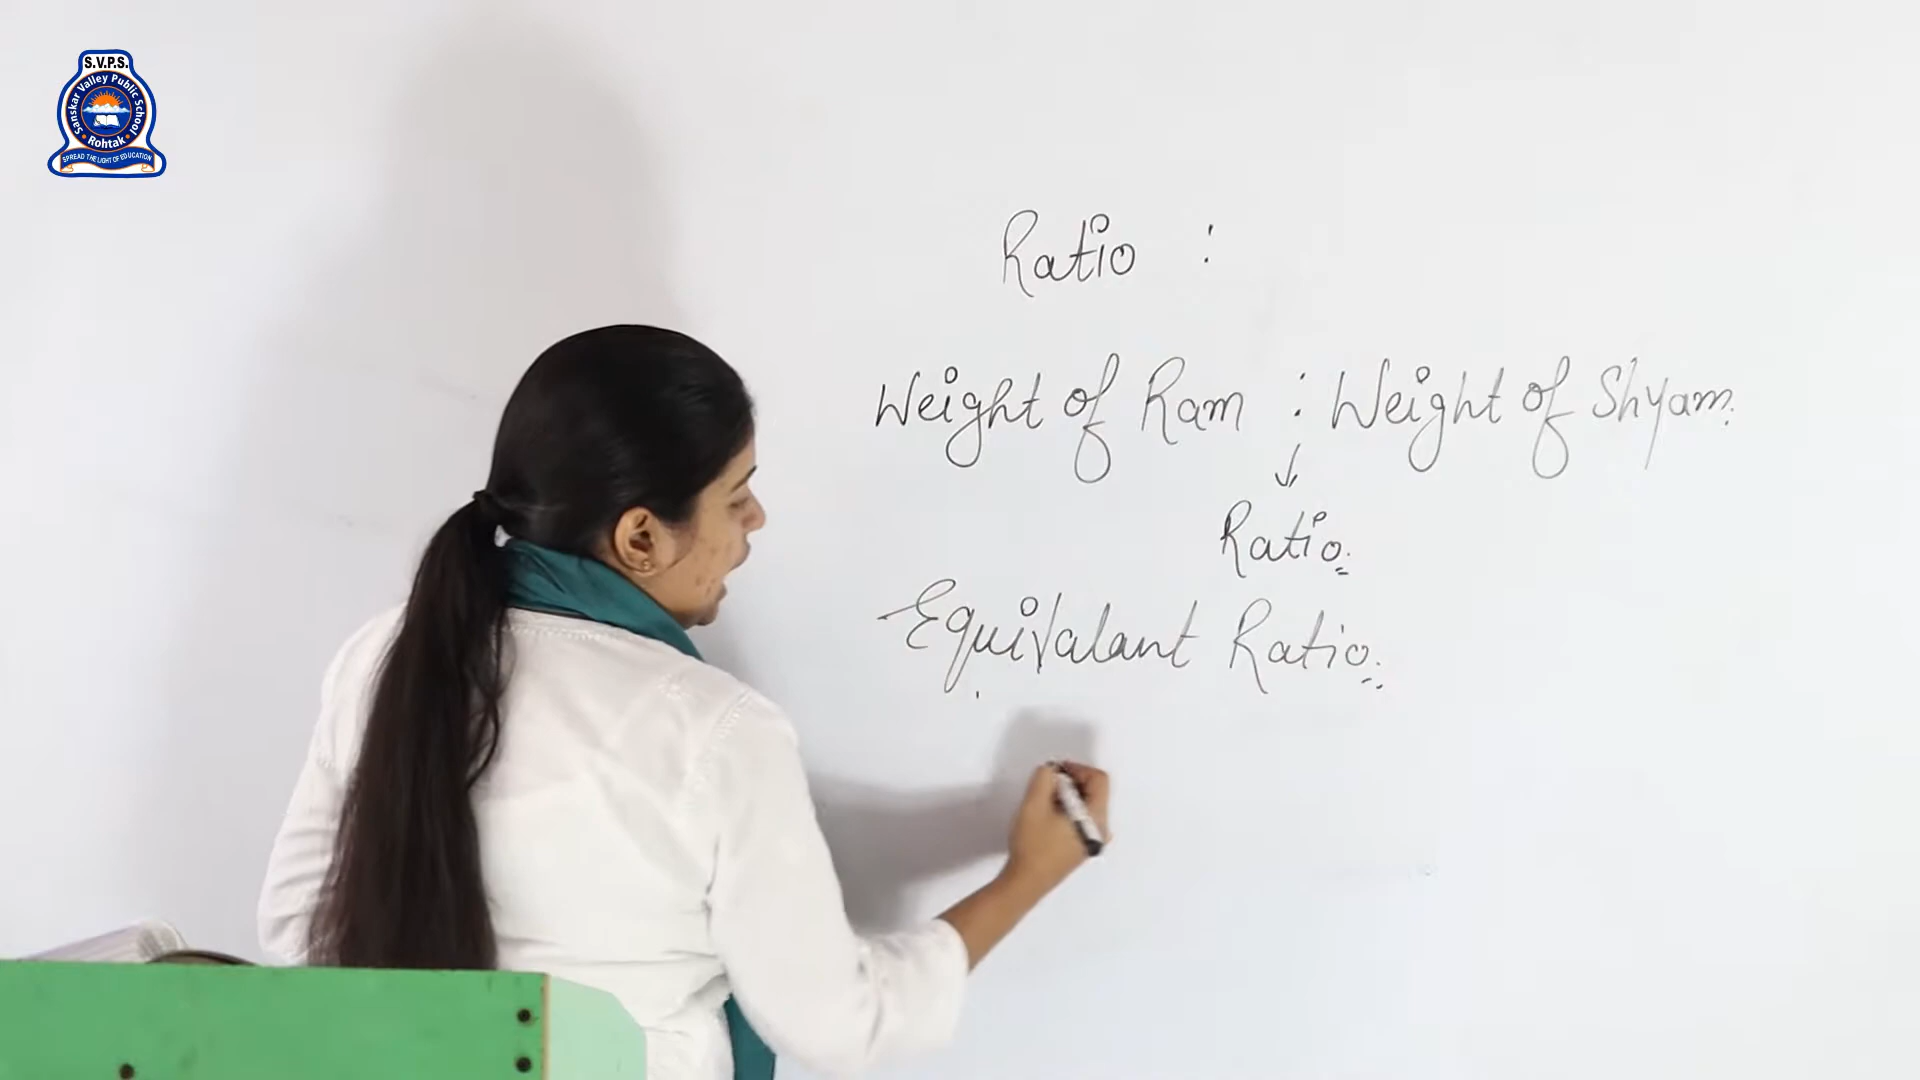 S.V.P.S.
Sanskar Valley Public School
Rohtak
SPREAD THE LIGHT OF EDUCATION
Ratio :
Weight of Ram : Weight of Shyam.
Ratio.
Equivalant Ratio.